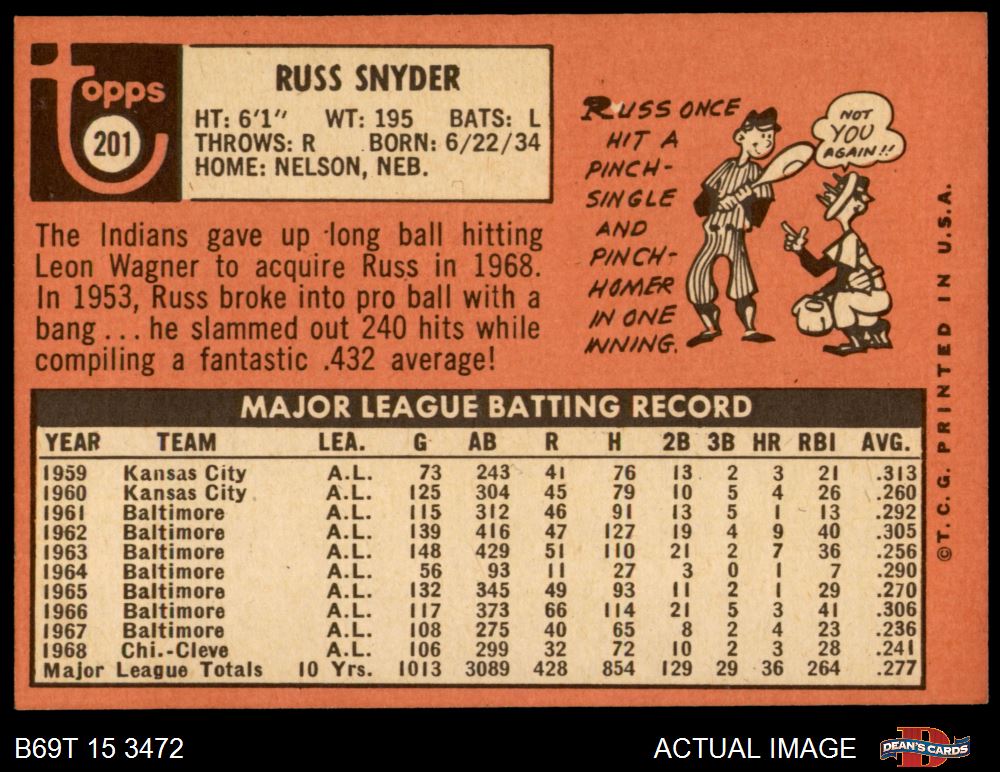 Topps
201
RUSS SNYDER
HT: 6'1" WT: 195 BATS: L
THROWS: R BORN: 6/22/34
HOME: NELSON, NEB.
The Indians gave up long ball hitting
Leon Wagner to acquire Russ in 1968.
In 1953, Russ broke into pro ball with a
bang . . . he slammed out 240 hits while
compiling a fantastic .432 average!
RUSS ONCE
HIT A
PINCH-
SINGLE
AND
PINCH-
HOMER
IN ONE
INNING.
NOT
YOU
AGAIN!!
MAJOR LEAGUE BATTING RECORD
YEAR TEAM LEA. G AB R H 2B 3B HR RBI AVG.
1959 Kansas City A.L. 73 243 41 76 13 2 3 21 .313
1960 Kansas City A.L. 125 304 45 79 10 5 4 26 .260
1961 Baltimore A.L. 115 312 46 91 13 5 1 13 .292
1962 Baltimore A.L. 139 416 47 127 19 4 9 40 .305
1963 Baltimore A.L. 148 429 51 110 21 2 7 36 .256
1964 Baltimore A.L. 56 93 11 27 3 0 1 7 .290
1965 Baltimore A.L. 132 345 49 93 11 2 1 29 .270
1966 Baltimore A.L. 117 373 66 114 21 5 3 41 .306
1967 Baltimore A.L. 108 275 40 65 8 2 4 23 .236
1968 Chi.-Cleve A.L. 106 299 32 72 10 2 3 28 .241
Major League Totals 10 Yrs. 1013 3089 428 854 129 29 36 264 .277
©T. C. G. PRINTED IN U.S.A.
B69T 15 3472
ACTUAL IMAGE
D
DEAN'S CARDS